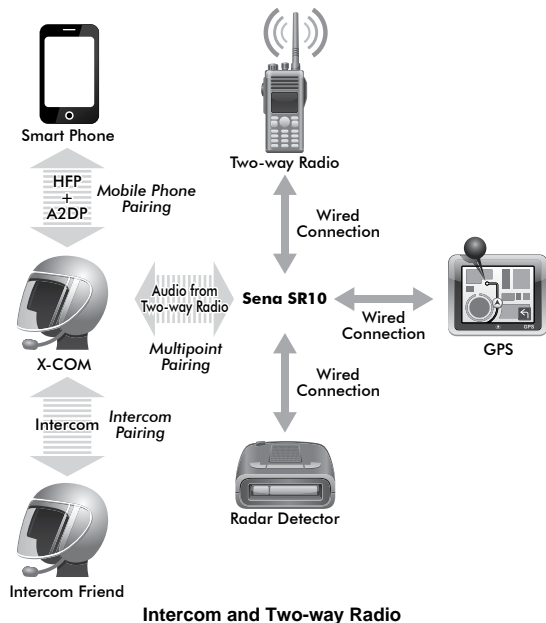 Smart Phone
Two-way Radio
HFP
+
A2DP
Mobile Phone
Pairing
Wired
Connection
Audio from
Two-way Radio
Sena SR10
Wired
Connection
GPS
GPS
X-COM
Multipoint
Pairing
Wired
Connection
Intercom
Intercom
Pairing
Radar Detector
Intercom Friend
Intercom and Two-way Radio